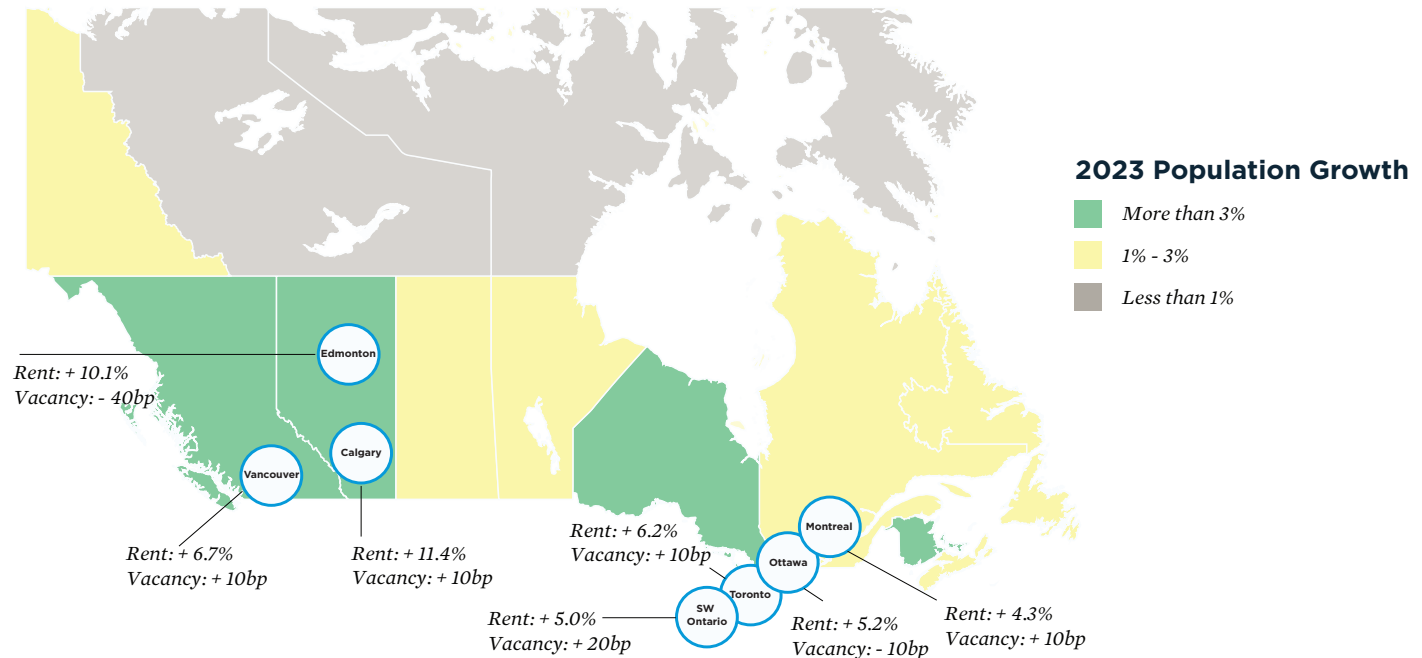 2023 Population Growth
More than 3%
1% - 3%
Less than 1%
Edmonton
Rent: + 10.1%
Vacancy: - 40bp
Calgary
Vancouver
Rent: + 6.7%
Vacancy: + 10bp
Rent: + 11.4%
Vacancy: + 10bp
Rent: + 6.2%
Vacancy: + 10bp
Montreal
Ottawa
Toronto
SW
Ontario
Rent: + 5.0%
Vacancy: + 20bp
Rent: + 5.2%
Vacancy: - 10bp
Rent: + 4.3%
Vacancy: + 10bp